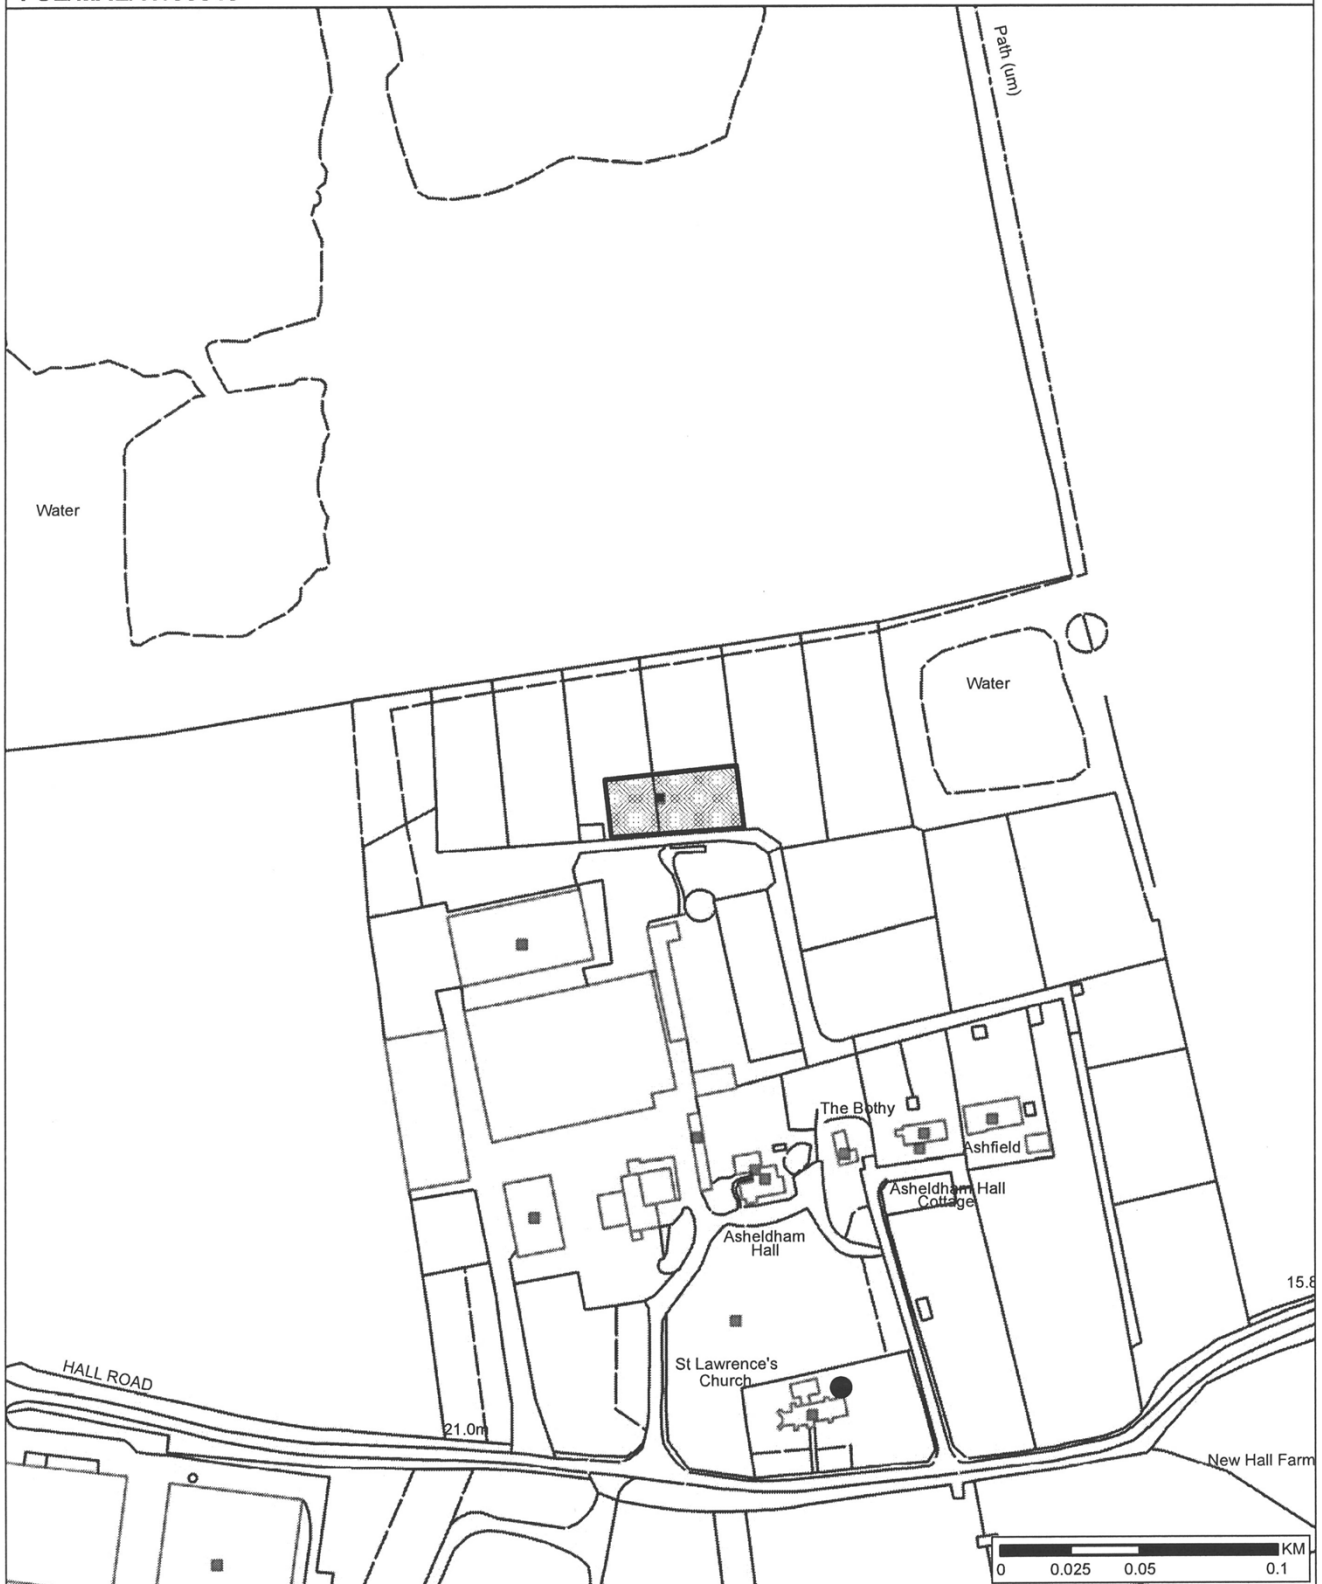 Path (um)
Water
Water
The Bothy
Ashfield
Asheldham Hall
Cottage
Asheldham
Hall
15.8
St Lawrence's
Church
HALL ROAD
21.0m
New Hall Farm
KM
0 0.025 0.05 0.1